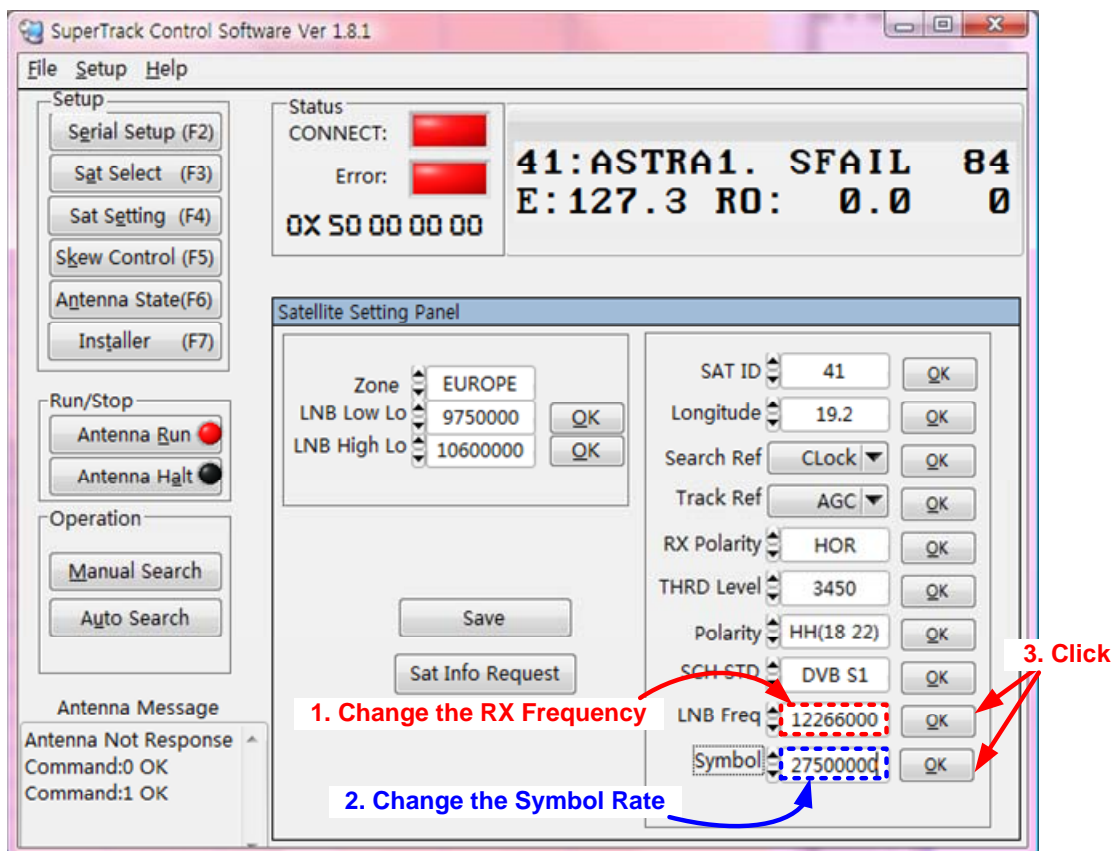 SuperTrack Control Software Ver 1.8.1
File Setup Help
Setup
Serial Setup (F2)
Sat Select (F3)
Sat Setting (F4)
Skew Control (F5)
Antenna State(F6)
Installer (F7)
Status
CONNECT:
Error:
0X 50 00 00 00
41:ASTRA1. SFAIL 84
E:127.3 RO: 0.0 0
Run/Stop
Antenna Run
Antenna Halt
Operation
Manual Search
Auto Search
Antenna Message
Antenna Not Response
Command:0 OK
Command:1 OK
Satellite Setting Panel
Zone EUROPE
LNB Low Lo 9750000 OK
LNB High Lo 10600000 OK
Save
Sat Info Request
SAT ID 41 OK
Longitude 19.2 OK
Search Ref CLock OK
Track Ref AGC OK
RX Polarity HOR OK
THRD Level 3450 OK
Polarity HH(18 22) OK
SCH STD DVB S1 OK
LNB Freq 12266000 OK
Symbol 27500000 OK
1. Change the RX Frequency
2. Change the Symbol Rate
3. Click